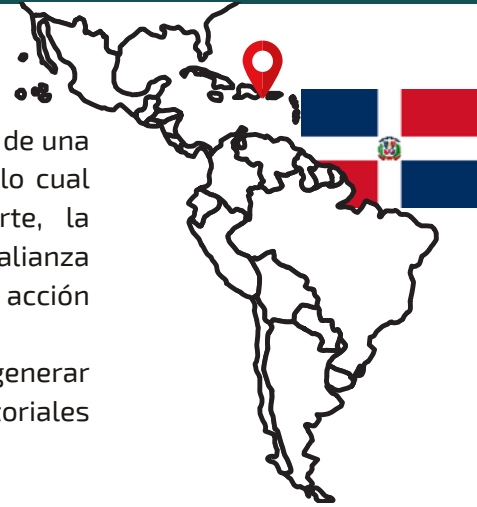 de una
lo cual
rte, la
alianza
acción
generar
toriales